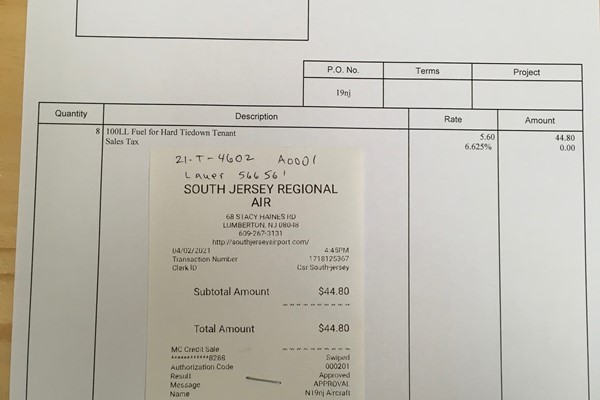 P.O. No. Terms Project
19nj
Quantity Description Rate Amount
8 100LL Fuel for Hard Tiedown Tenant 5.60 44.80
Sales Tax 6.625% 0.00
21-T-4602 A0001
Lauer 566561
SOUTH JERSEY REGIONAL
AIR
68 STACY HAINES RD
LUMBERTON, NJ 08048
609-267-3131
http://southjerseyairport.com/
04/02/2021 4:45PM
Transaction Number 1718125367
Clerk ID Csr South-jersey
Subtotal Amount $44.80
Total Amount $44.80
MC Credit Sale
***********8266 Swiped
Authorization Code 000201
Result Approved
Message APPROVAL
Name N19nj Aircraft